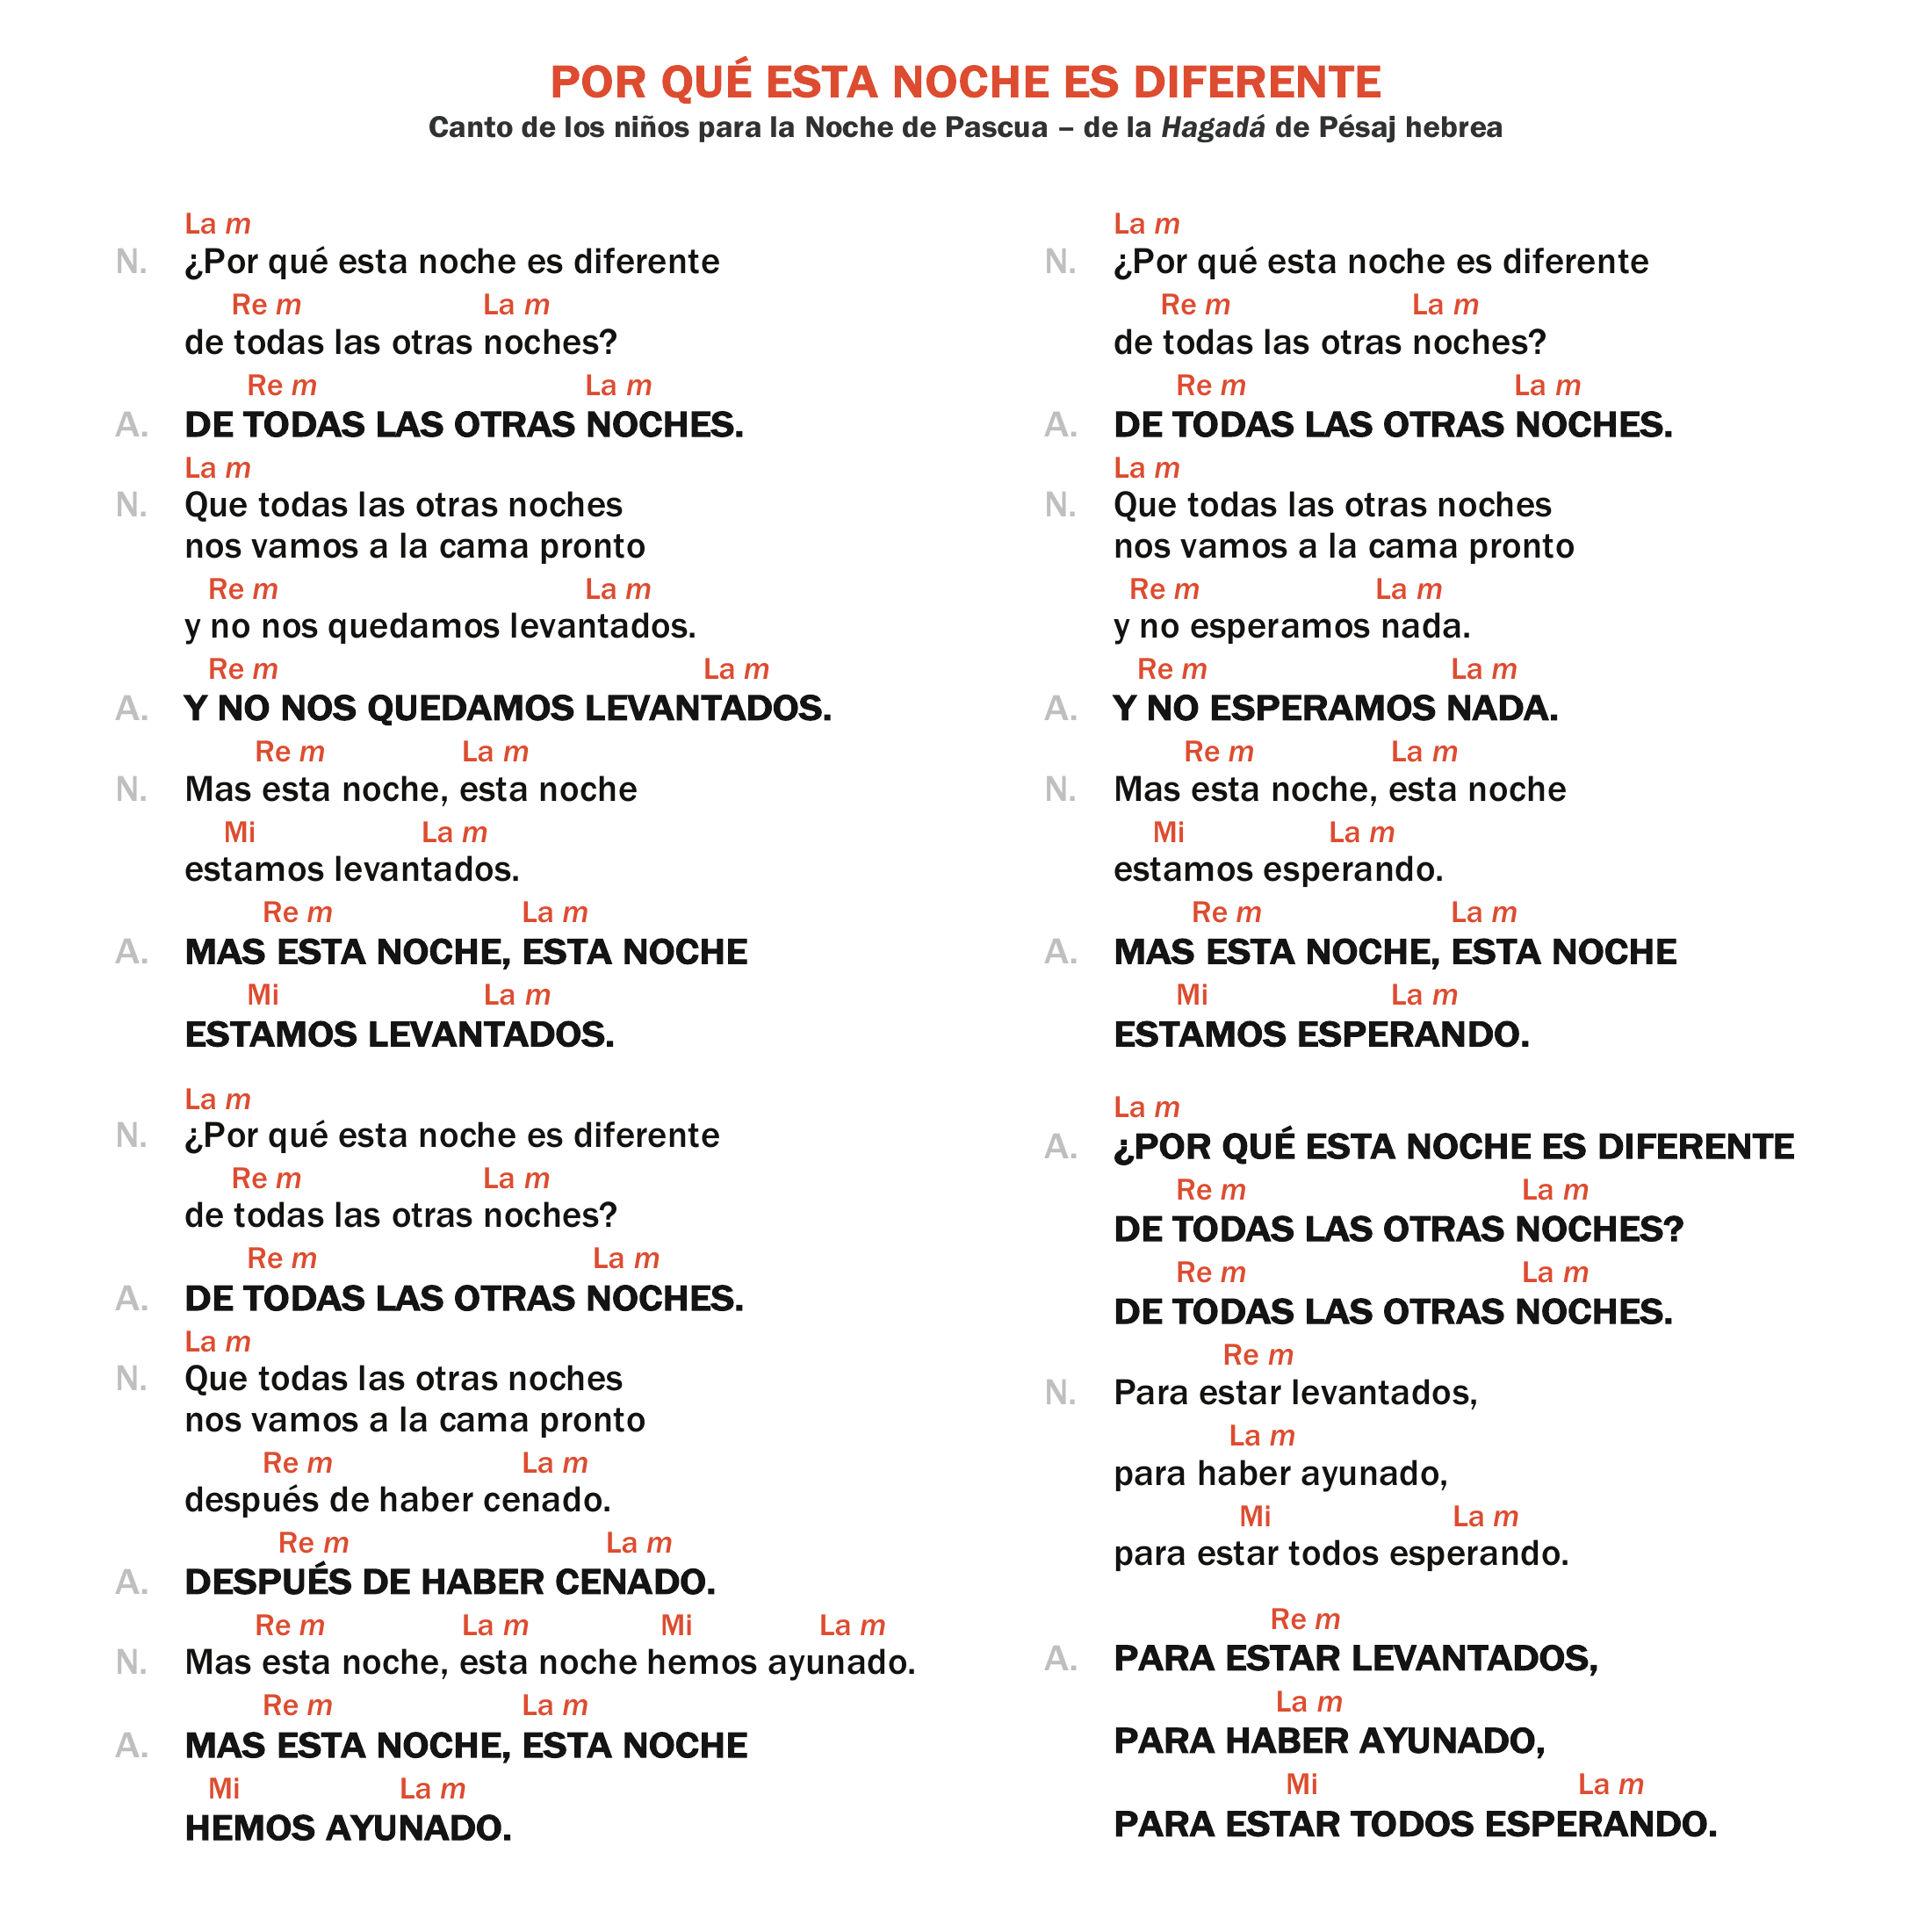 POR QUÉ ESTA NOCHE ES DIFERENTE
Canto de los niños para la Noche de Pascua – de la Hagadá de Pésaj hebrea
La m
N. ¿Por qué esta noche es diferente
Re m La m
de todas las otras noches?
Re m La m
A. DE TODAS LAS OTRAS NOCHES.
La m
N. Que todas las otras noches
nos vamos a la cama pronto
Re m La m
y no nos quedamos levantados.
Re m La m
A. Y NO NOS QUEDAMOS LEVANTADOS.
Re m La m
N. Mas esta noche, esta noche
Mi La m
estamos levantados.
Re m La m
A. MAS ESTA NOCHE, ESTA NOCHE
Mi La m
ESTAMOS LEVANTADOS.
La m
N. ¿Por qué esta noche es diferente
Re m La m
de todas las otras noches?
Re m La m
A. DE TODAS LAS OTRAS NOCHES.
La m
N. Que todas las otras noches
nos vamos a la cama pronto
Re m La m
después de haber cenado.
Re m La m
A. DESPUÉS DE HABER CENADO.
Re m La m Mi La m
N. Mas esta noche, esta noche hemos ayunado.
Re m La m
A. MAS ESTA NOCHE, ESTA NOCHE
Mi La m
HEMOS AYUNADO.
La m
N. ¿Por qué esta noche es diferente
Re m La m
de todas las otras noches?
Re m La m
A. DE TODAS LAS OTRAS NOCHES.
La m
N. Que todas las otras noches
nos vamos a la cama pronto
Re m La m
y no esperamos nada.
Re m La m
A. Y NO ESPERAMOS NADA.
Re m La m
N. Mas esta noche, esta noche
Mi La m
estamos esperando.
Re m La m
A. MAS ESTA NOCHE, ESTA NOCHE
Mi La m
ESTAMOS ESPERANDO.
La m
A. ¿POR QUÉ ESTA NOCHE ES DIFERENTE
Re m La m
DE TODAS LAS OTRAS NOCHES?
Re m La m
DE TODAS LAS OTRAS NOCHES.
Re m
N. Para estar levantados,
La m
para haber ayunado,
Mi La m
para estar todos esperando.
Re m
A. PARA ESTAR LEVANTADOS,
La m
PARA HABER AYUNADO,
Mi La m
PARA ESTAR TODOS ESPERANDO.